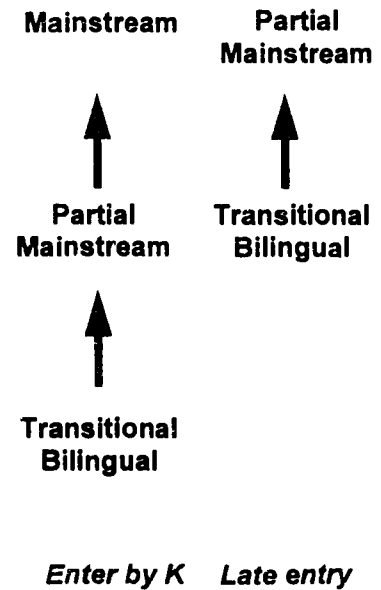 Mainstream
Partial
Mainstream
Partial
Mainstream
Transitional
Bilingual
Transitional
Bilingual
Enter by K
Late entry